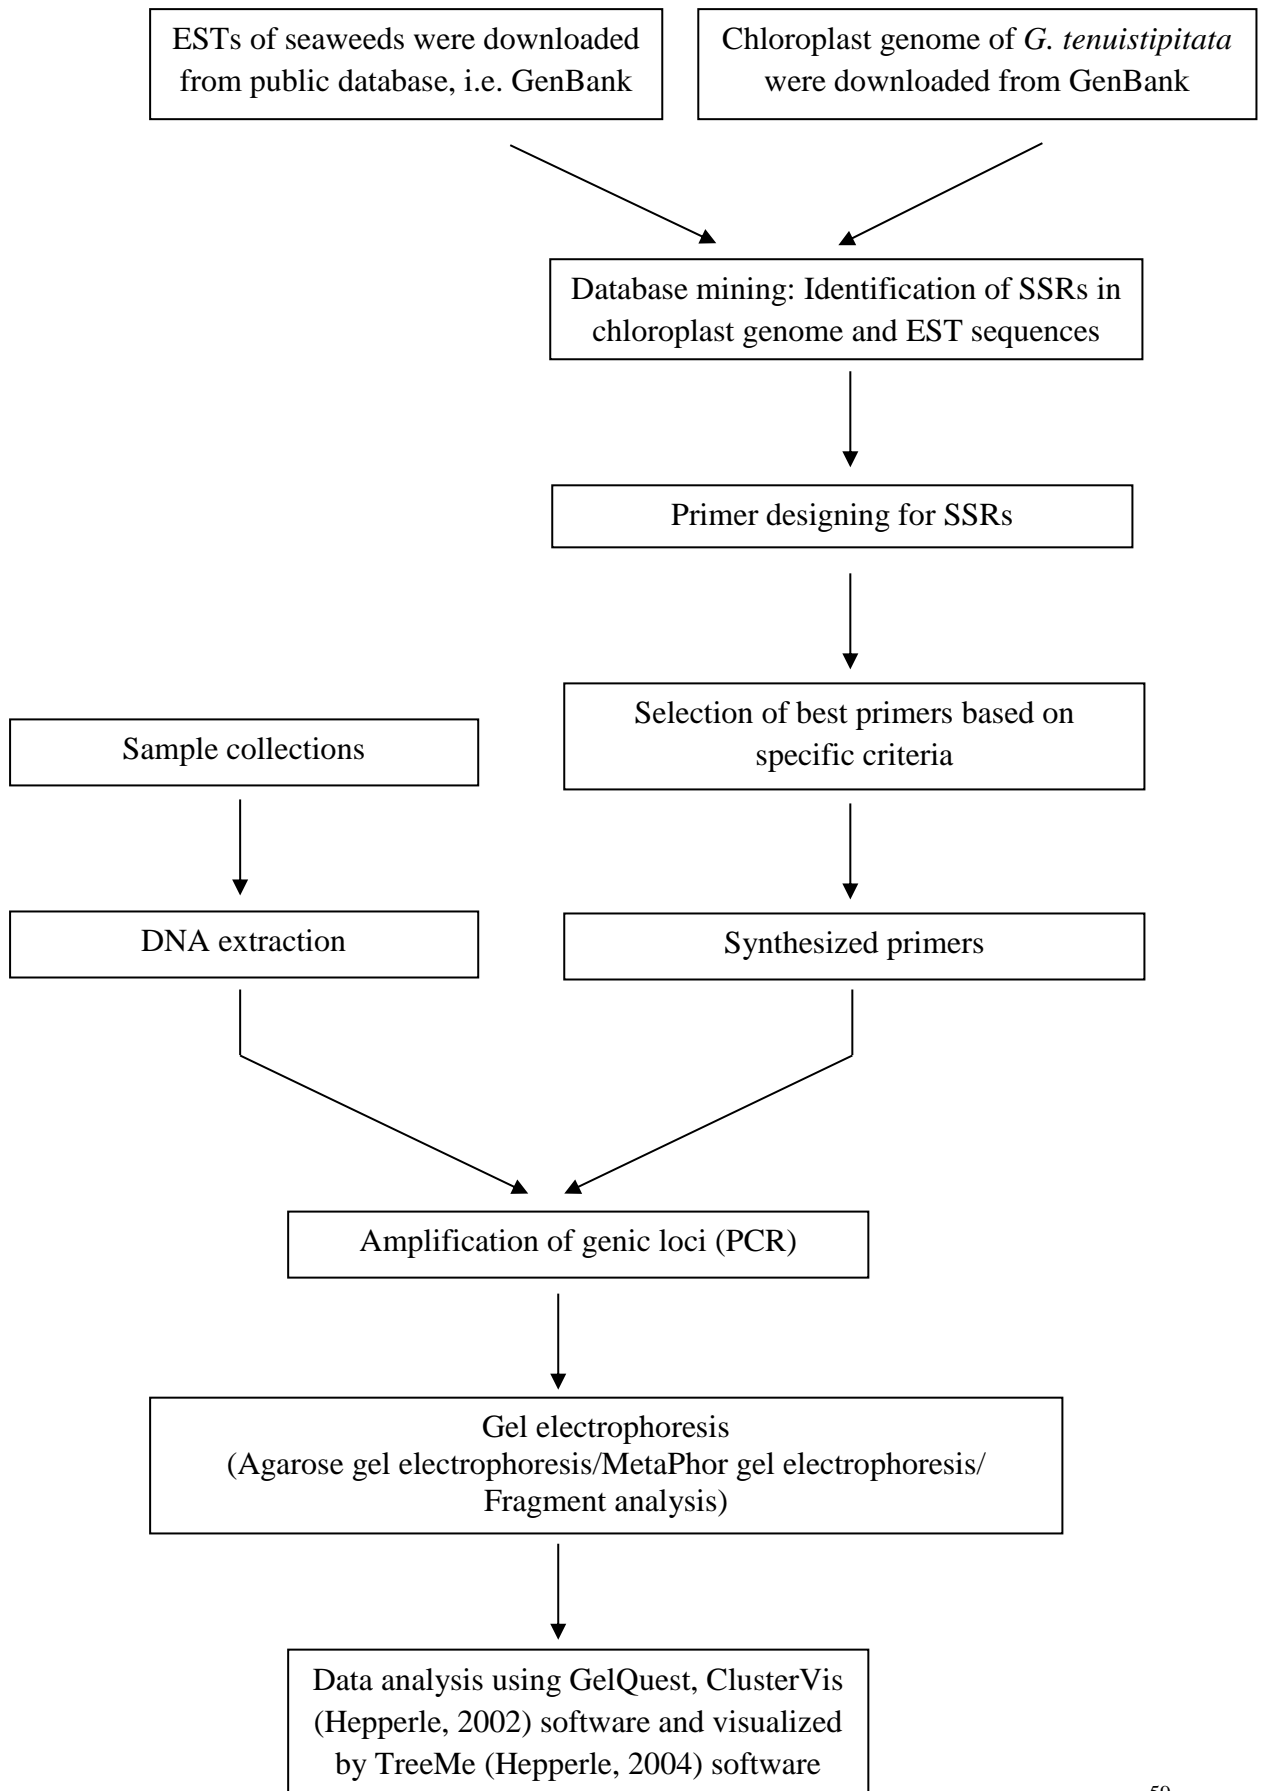 ESTs of seaweeds were downloaded
from public database, i.e. GenBank
Chloroplast genome of G. tenuistipitata
were downloaded from GenBank
Database mining: Identification of SSRs in
chloroplast genome and EST sequences
Primer designing for SSRs
Selection of best primers based on
specific criteria
Sample collections
DNA extraction
Synthesized primers
Amplification of genic loci (PCR)
Gel electrophoresis
(Agarose gel electrophoresis/MetaPhor gel electrophoresis/
Fragment analysis)
Data analysis using GelQuest, ClusterVis
(Hepperle, 2002) software and visualized
by TreeMe (Hepperle, 2004) software